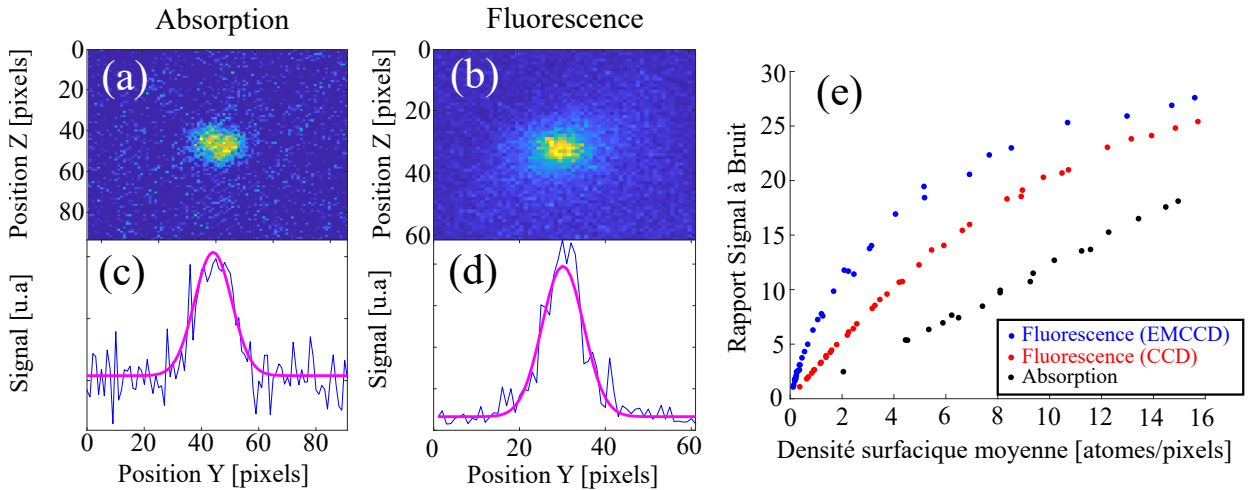 Absorption
Fluorescence
(a)
Position Z [pixels]
0
20
40
60
80
(b)
Position Z [pixels]
0
20
40
60
(c)
Signal [u.a]
0 20 40 60 80
Position Y [pixels]
(d)
Signal [u.a]
0 20 40 60
Position Y [pixels]
(e)
Rapport Signal à Bruit
30
25
20
15
10
5
0
0 2 4 6 8 10 12 14 16
Densité surfacique moyenne [atomes/pixels]
Fluorescence (EMCCD)
Fluorescence (CCD)
Absorption